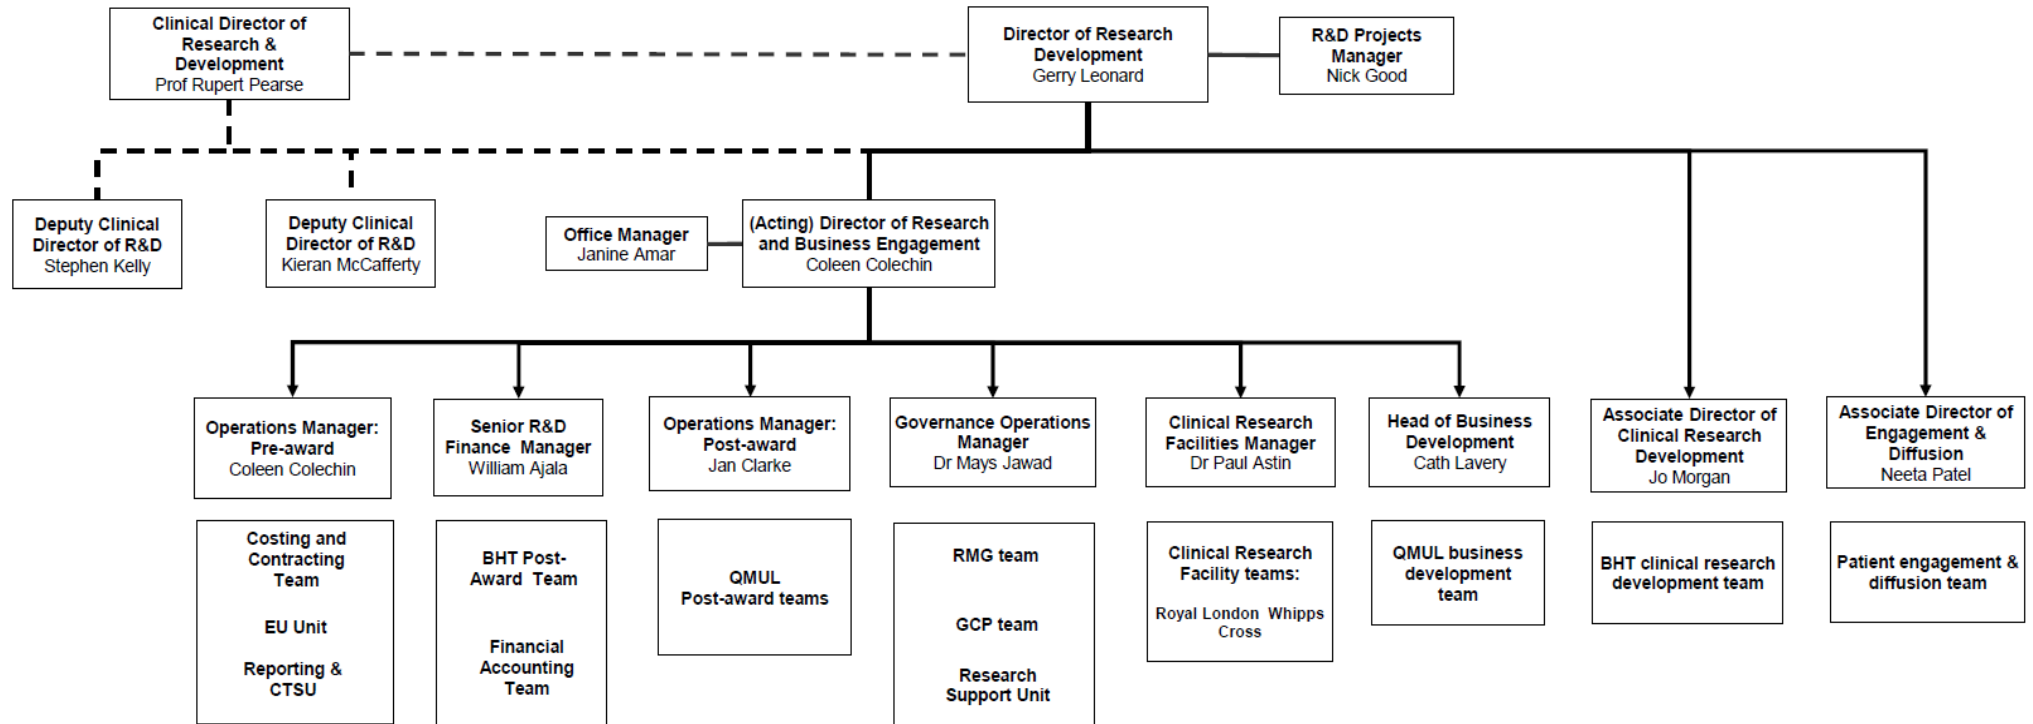 Clinical Director of
Research &
Development
Prof Rupert Pearse
Director of Research
Development
Gerry Leonard
R&D Projects
Manager
Nick Good
Deputy Clinical
Director of R&D
Stephen Kelly
Deputy Clinical
Director of R&D
Kieran McCafferty
Office Manager
Janine Amar
(Acting) Director of Research
and Business Engagement
Coleen Colechin
Operations Manager:
Pre-award
Coleen Colechin
Senior R&D
Finance Manager
William Ajala
Operations Manager:
Post-award
Jan Clarke
Governance Operations
Manager
Dr Mays Jawad
Clinical Research
Facilities Manager
Dr Paul Astin
Head of Business
Development
Cath Lavery
Associate Director of
Clinical Research
Development
Jo Morgan
Associate Director of
Engagement &
Diffusion
Neeta Patel
Costing and
Contracting
Team
EU Unit
Reporting &
CTSU
BHT Post-
Award Team
Financial
Accounting
Team
QMUL
Post-award teams
RMG team
GCP team
Research
Support Unit
Clinical Research
Facility teams:
Royal London Whipps
Cross
QMUL business
development
team
BHT clinical research
development team
Patient engagement &
diffusion team